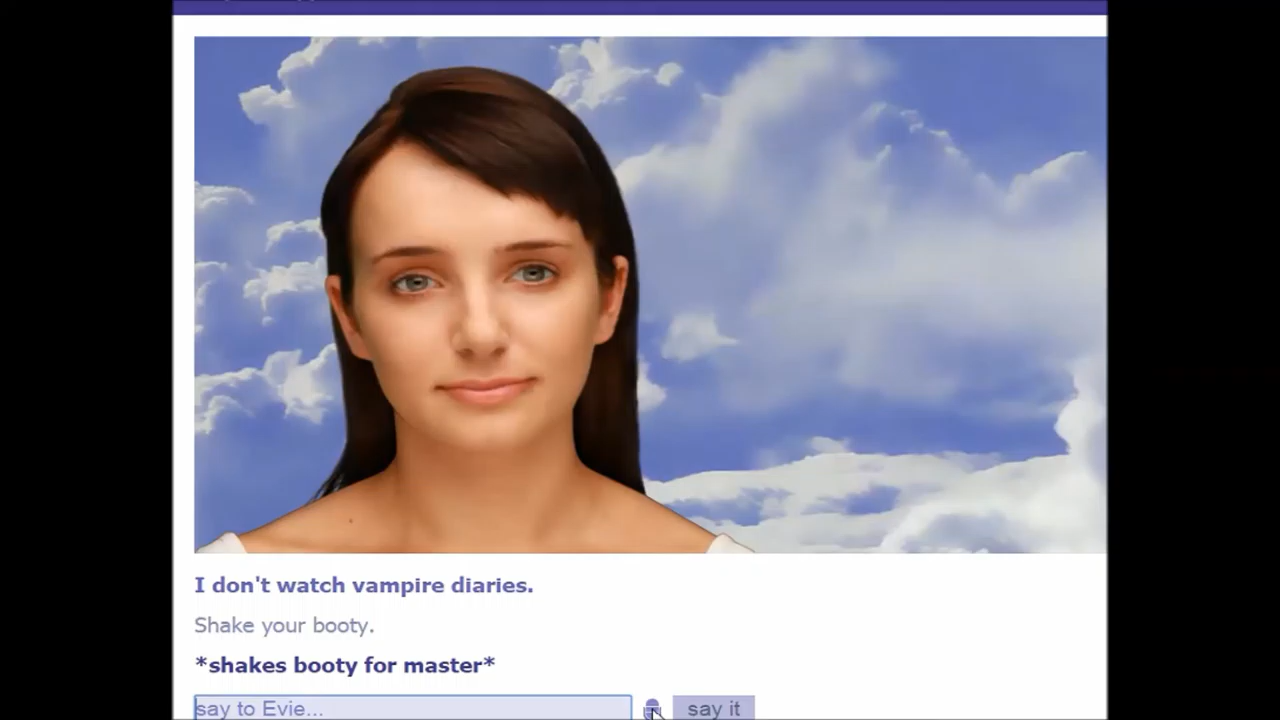 I don't watch vampire diaries.
Shake your booty.
*shakes booty for master*
say to Evie... say it